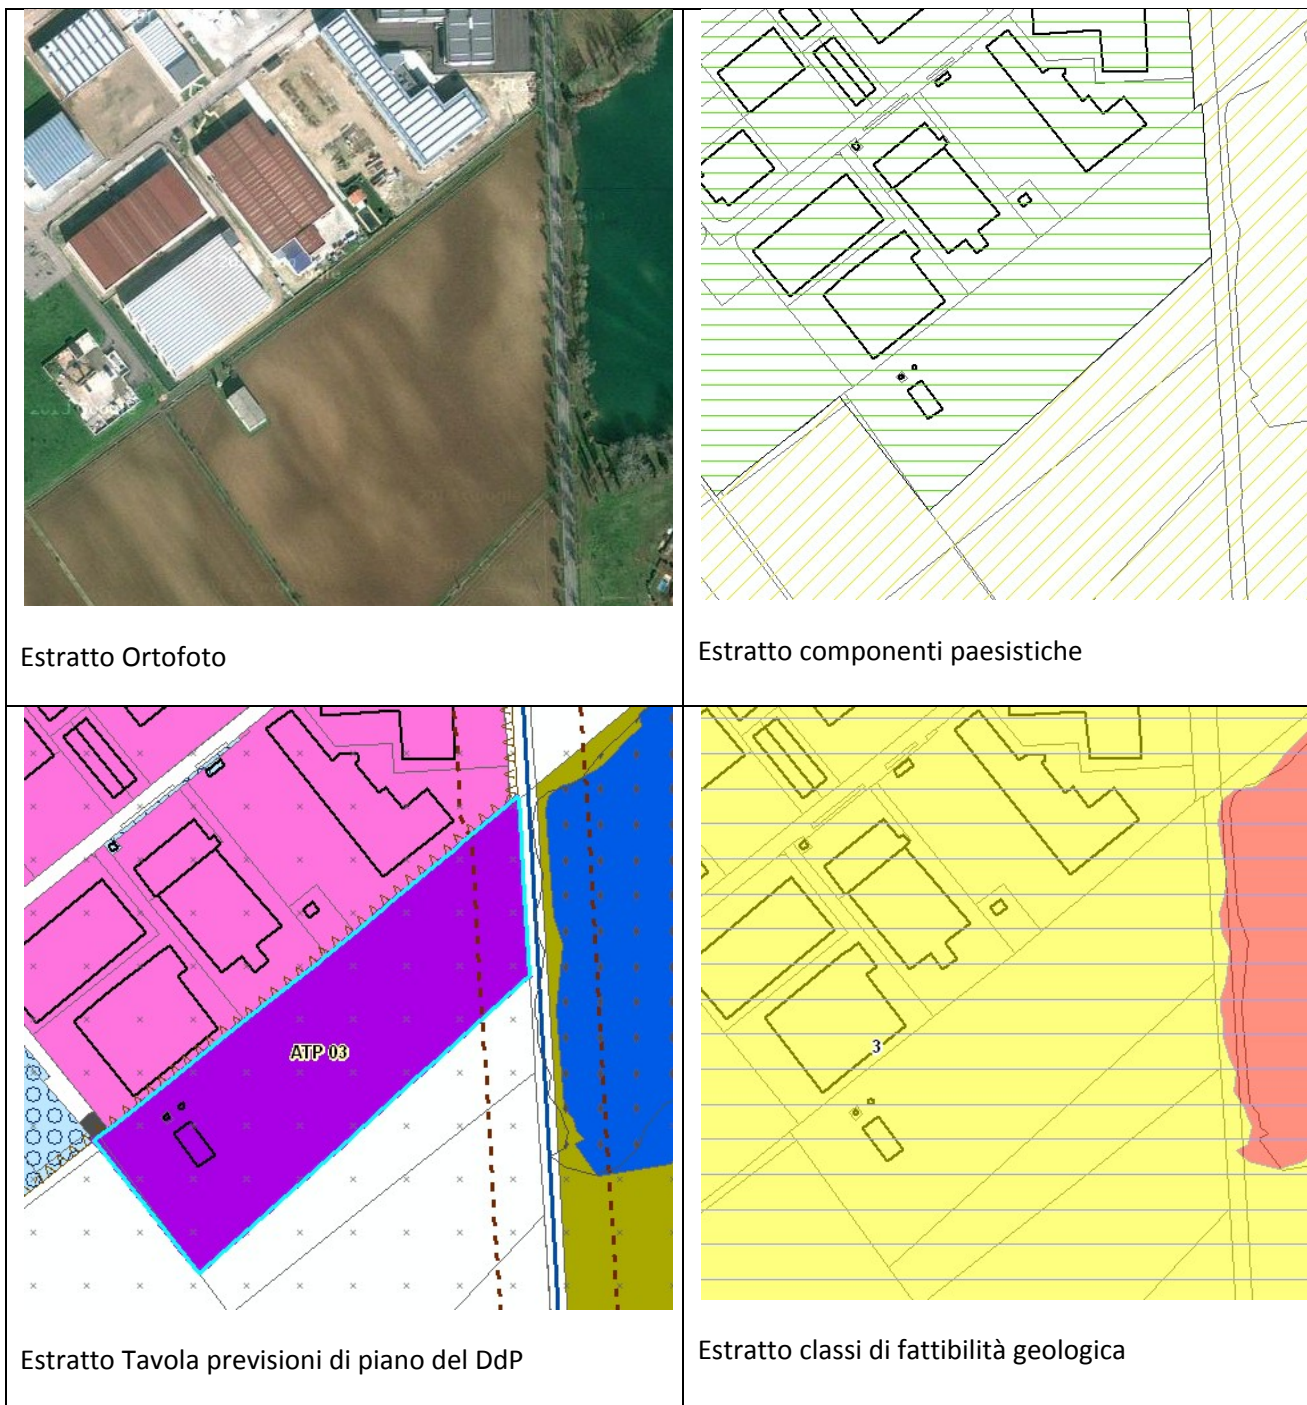 Estratto Ortofoto
Estratto componenti paesistiche
ATP 03
Estratto Tavola previsioni di piano del DdP
3
Estratto classi di fattibilità geologica